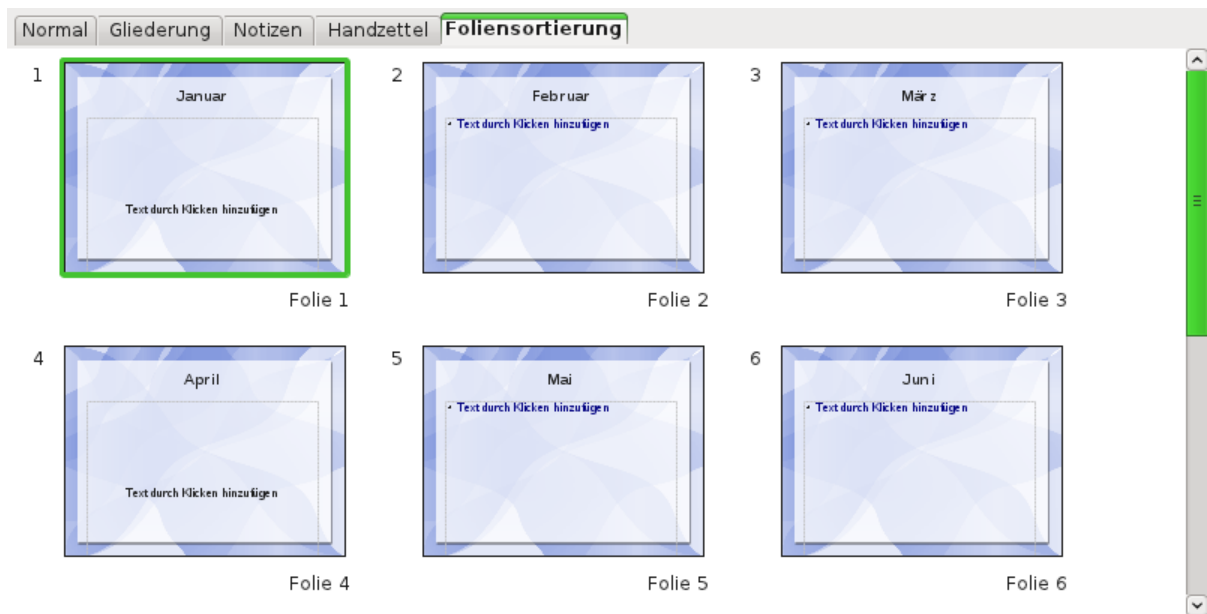 Normal Gliederung Notizen Handzettel Foliensortierung
1 2 3
Januar Februar März
Text durch Klicken hinzufügen Text durch Klicken hinzufügen
Text durch Klicken hinzufügen
Folie 1 Folie 2 Folie 3
4 5 6
April Mai Juni
Text durch Klicken hinzufügen Text durch Klicken hinzufügen
Text durch Klicken hinzufügen
Folie 4 Folie 5 Folie 6